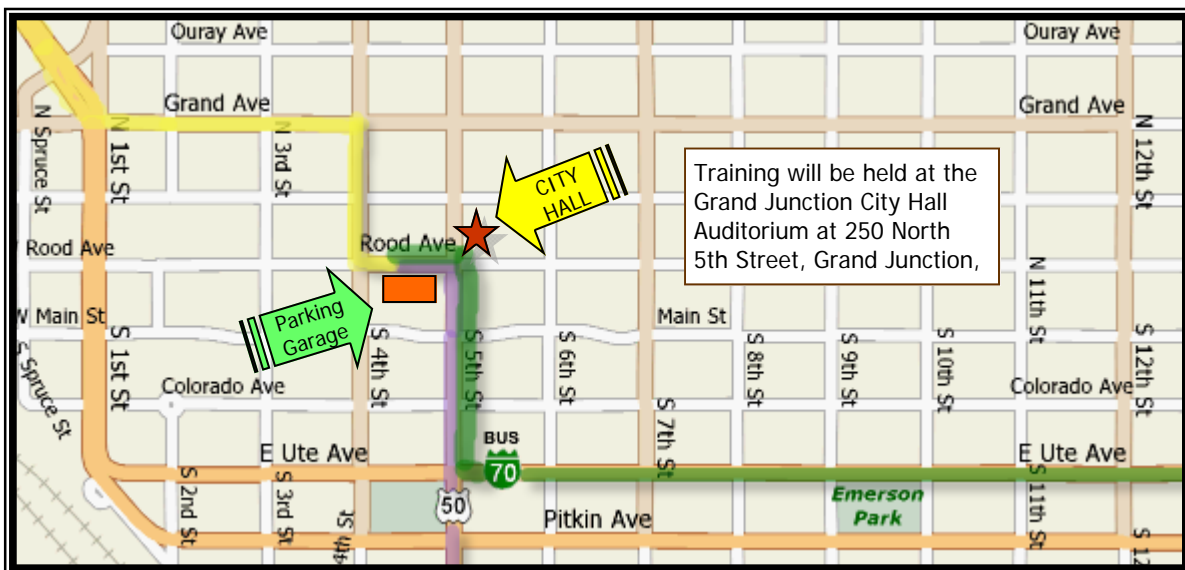 Ouray Ave
Ouray Ave
Grand Ave
Grand Ave
N Spruce St
N 1st St
N 3rd St
N 12th St
CITY
HALL
Training will be held at the
Grand Junction City Hall
Auditorium at 250 North
5th Street, Grand Junction,
Rood Ave
Rood Ave
N 11th St
Parking
Garage
W Main St
Main St
S Spruce St
S 1st St
S 4th St
S 5th St
S 6th St
S 8th St
S 9th St
S 10th St
S 12th St
Colorado Ave
Colorado Ave
S 7th St
E Ute Ave
BUS
70
E Ute Ave
S 2nd St
S 3rd St
50
Pitkin Ave
Emerson
Park
S 11th St
S 12